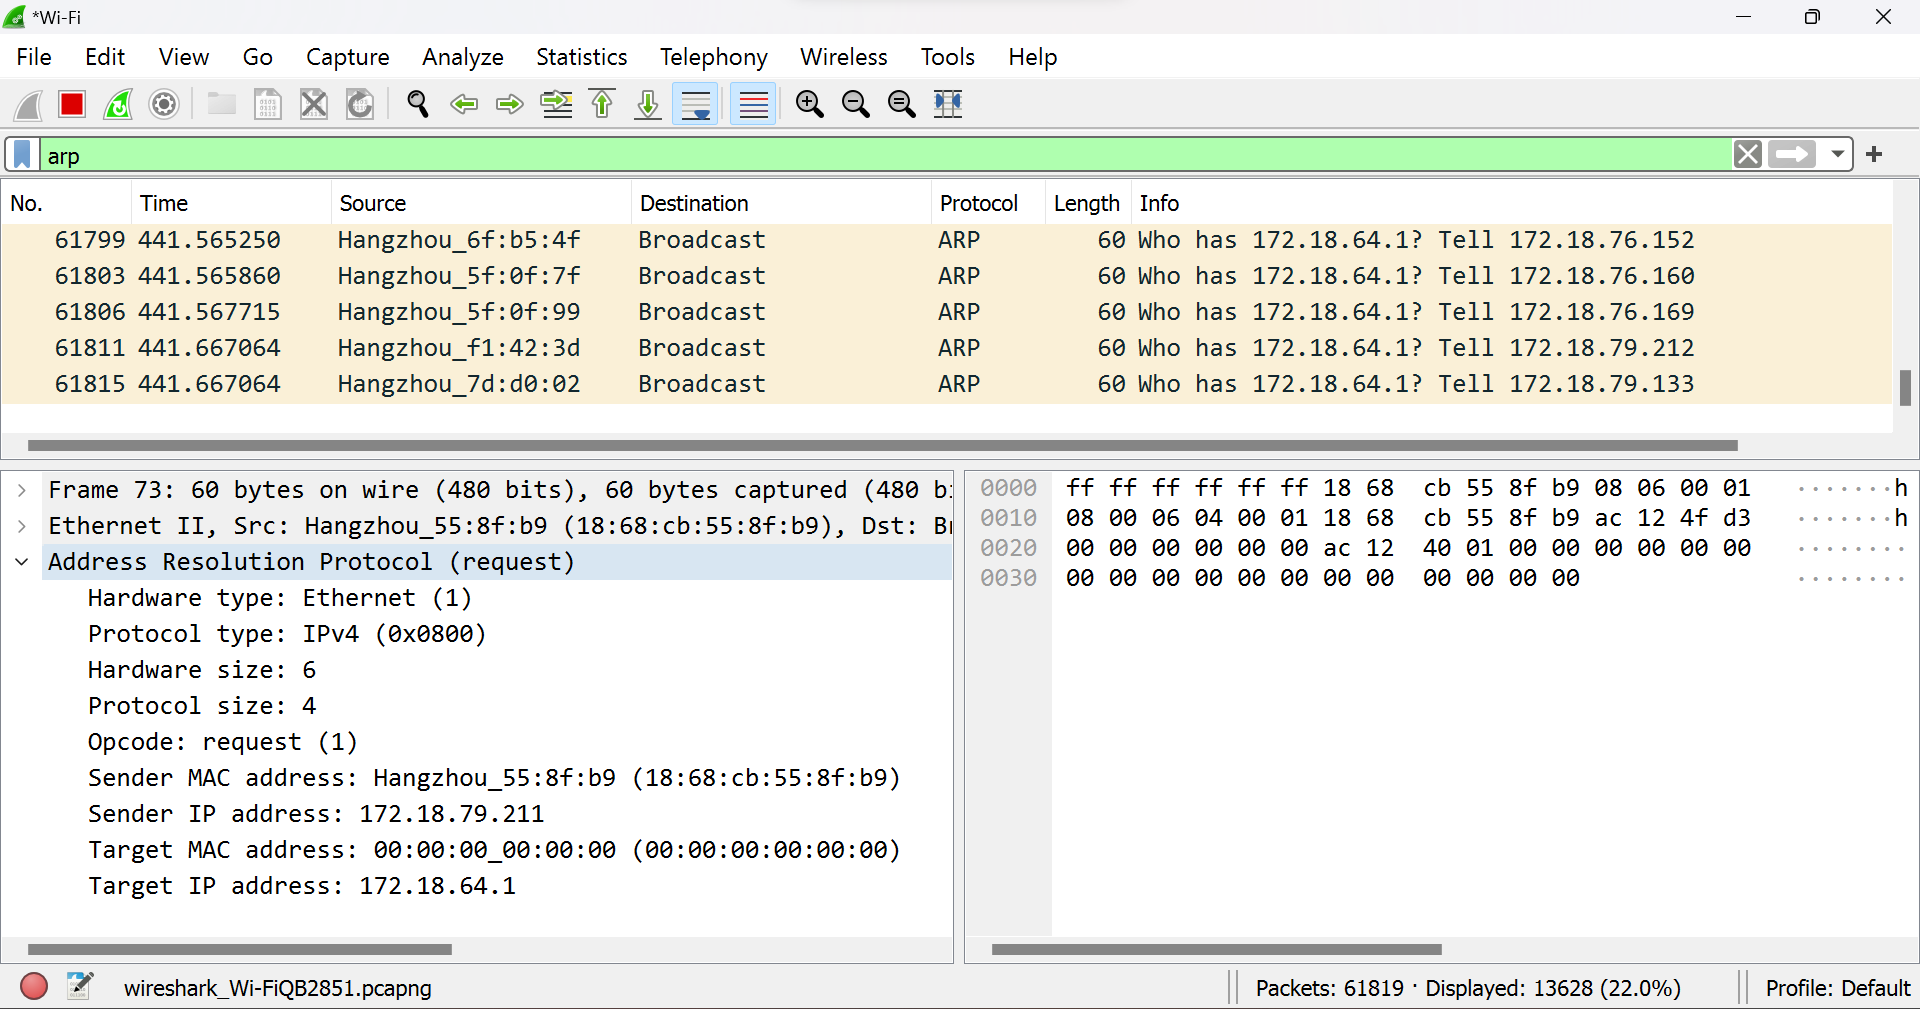 *Wi-Fi
File Edit View Go Capture Analyze Statistics Telephony Wireless Tools Help
arp
No. Time Source Destination Protocol Length Info
61799 441.565250 Hangzhou_6f:b5:4f Broadcast ARP 60 Who has 172.18.64.1? Tell 172.18.76.152
61803 441.565860 Hangzhou_5f:0f:7f Broadcast ARP 60 Who has 172.18.64.1? Tell 172.18.76.160
61806 441.567715 Hangzhou_5f:0f:99 Broadcast ARP 60 Who has 172.18.64.1? Tell 172.18.76.169
61811 441.667064 Hangzhou_f1:42:3d Broadcast ARP 60 Who has 172.18.64.1? Tell 172.18.79.212
61815 441.667064 Hangzhou_7d:d0:02 Broadcast ARP 60 Who has 172.18.64.1? Tell 172.18.79.133
Frame 73: 60 bytes on wire (480 bits), 60 bytes captured (480 b
Ethernet II, Src: Hangzhou_55:8f:b9 (18:68:cb:55:8f:b9), Dst: B
Address Resolution Protocol (request)
Hardware type: Ethernet (1)
Protocol type: IPv4 (0x0800)
Hardware size: 6
Protocol size: 4
Opcode: request (1)
Sender MAC address: Hangzhou_55:8f:b9 (18:68:cb:55:8f:b9)
Sender IP address: 172.18.79.211
Target MAC address: 00:00:00_00:00:00 (00:00:00:00:00:00)
Target IP address: 172.18.64.1
0000 ff ff ff ff ff ff 18 68 cb 55 8f b9 08 06 00 01 ·······h
0010 08 00 06 04 00 01 18 68 cb 55 8f b9 ac 12 4f d3 ·······h
0020 00 00 00 00 00 00 ac 12 40 01 00 00 00 00 00 00 ········
0030 00 00 00 00 00 00 00 00 00 00 00 00 ········
wireshark_Wi-FiQB2851.pcapng
Packets: 61819 · Displayed: 13628 (22.0%)
Profile: Default